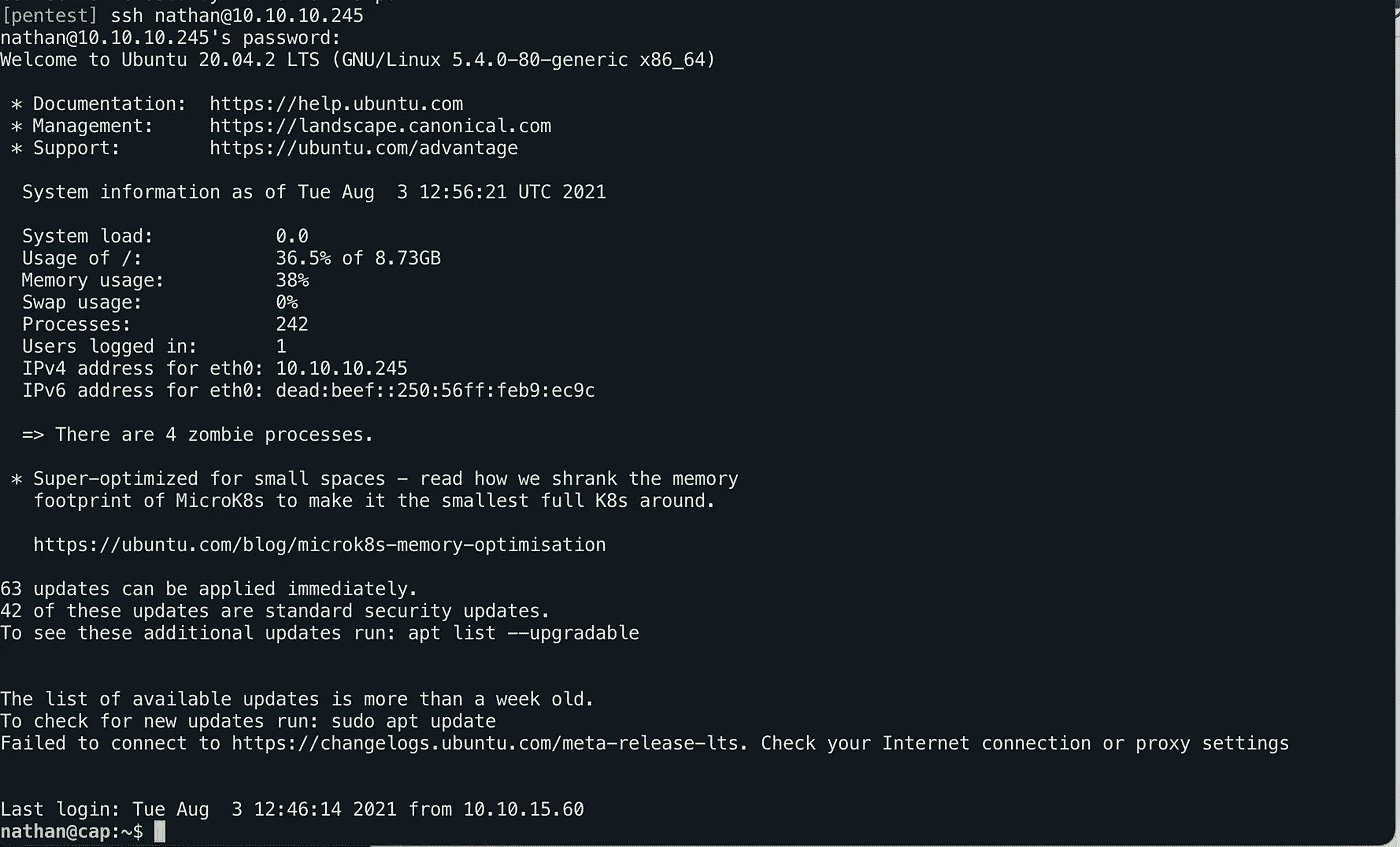 [pentest] ssh nathan@10.10.10.245
nathan@10.10.10.245's password:
Welcome to Ubuntu 20.04.2 LTS (GNU/Linux 5.4.0-80-generic x86_64)
* Documentation:  https://help.ubuntu.com
* Management:     https://landscape.canonical.com
* Support:        https://ubuntu.com/advantage
System information as of Tue Aug  3 12:56:21 UTC 2021
System load:           0.0
Usage of /:            36.5% of 8.73GB
Memory usage:          38%
Swap usage:            0%
Processes:             242
Users logged in:       1
IPv4 address for eth0: 10.10.10.245
IPv6 address for eth0: dead:beef::250:56ff:feb9:ec9c
=> There are 4 zombie processes.
* Super-optimized for small spaces - read how we shrank the memory
footprint of MicroK8s to make it the smallest full K8s around.
https://ubuntu.com/blog/microk8s-memory-optimisation
63 updates can be applied immediately.
42 of these updates are standard security updates.
To see these additional updates run: apt list --upgradable
The list of available updates is more than a week old.
To check for new updates run: sudo apt update
Failed to connect to https://changelogs.ubuntu.com/meta-release-lts. Check your Internet connection or proxy settings
Last login: Tue Aug  3 12:46:14 2021 from 10.10.15.60
nathan@cap:~$